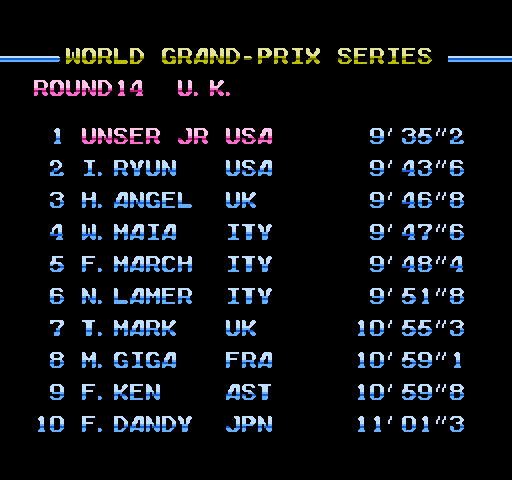 WORLD GRAND-PRIX SERIES
ROUND14 U.K.
1 UNSER JR USA 9'35"2
2 I. RYUN USA 9'43"6
3 H. ANGEL UK 9'46"8
4 W. MAIA ITY 9'47"6
5 F. MARCH ITY 9'48"4
6 N. LAMER ITY 9'51"8
7 T. MARK UK 10'55"3
8 M. GIGA FRA 10'59"1
9 F. KEN AST 10'59"8
10 F. DANDY JPN 11'01"3